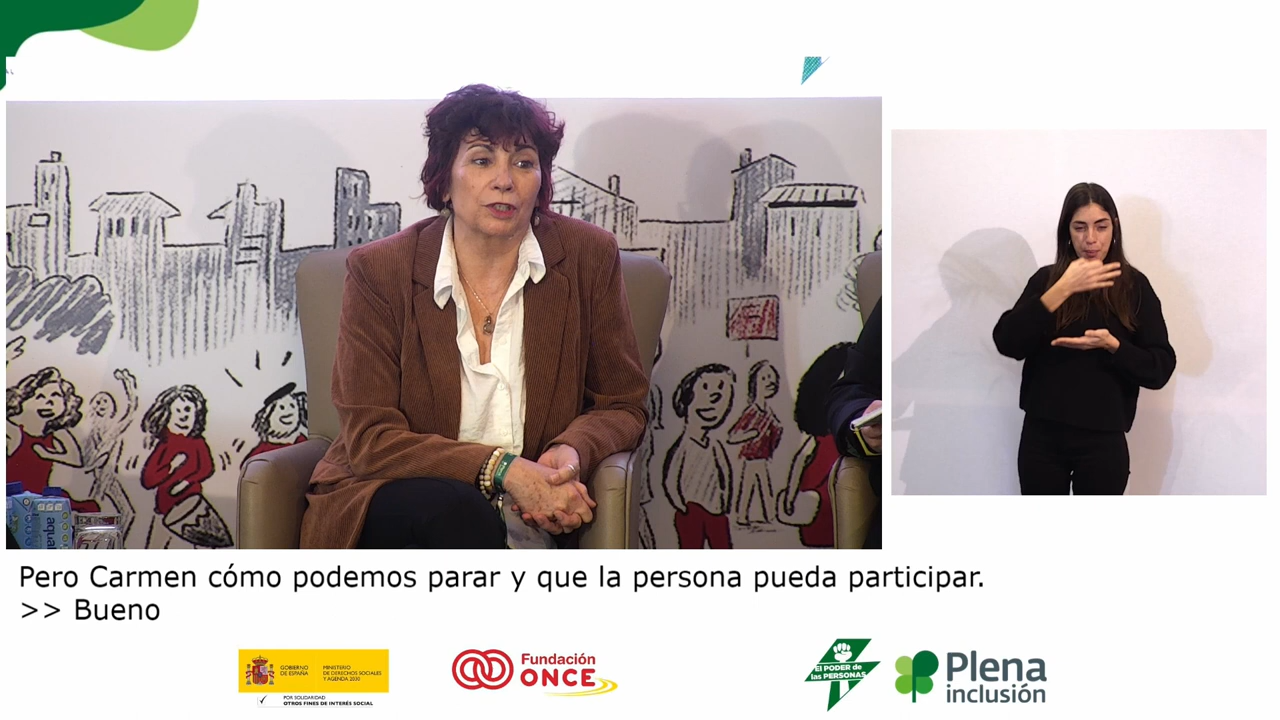 Pero Carmen cómo podemos parar y que la persona pueda participar.
>> Bueno
GOBIERNO
DE ESPAÑA
MINISTERIO
DE DERECHOS SOCIALES
Y AGENDA 2030
POR SOLIDARIDAD
OTROS FINES DE INTERÉS SOCIAL
Fundación
ONCE
EL PODER de
las PERSONAS
Plena
inclusión